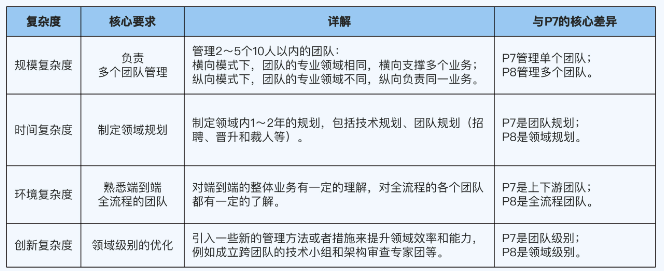 复杂度 核心要求 详解 与P7的核心差异
规模复杂度
负责
多个团队管理
管理2～5个10人以内的团队：
横向模式下，团队的专业领域相同，横向支撑多个业务；
纵向模式下，团队的专业领域不同，纵向负责同一业务。
P7管理单个团队；
P8管理多个团队。
时间复杂度
制定领域规划
制定领域内1～2年的规划，包括技术规划、团队规划（招
聘、晋升和裁人等）。
P7是团队规划；
P8是领域规划。
环境复杂度
熟悉端到端
全流程的团队
对端到端的整体业务有一定的理解，对全流程的各个团队
都有一定的了解。
P7是上下游团队；
P8是全流程团队。
创新复杂度
领域级别的优化
引入一些新的管理方法或者措施来提升领域效率和能力，
例如成立跨团队的技术小组和架构审查专家团等。
P7是团队级别；
P8是领域级别。